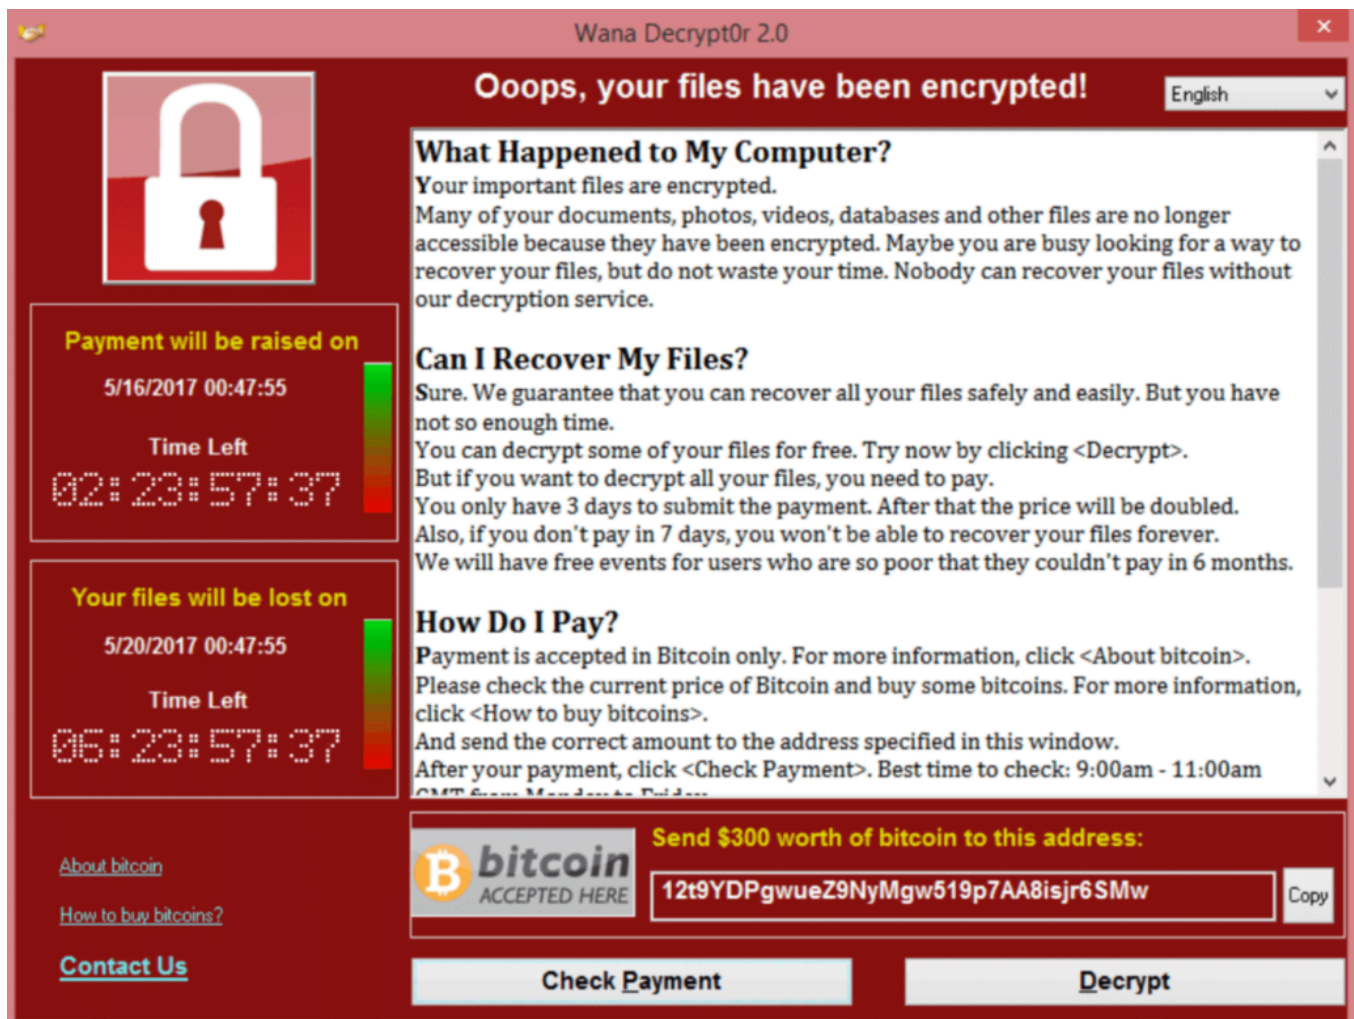 Wana Decrypt0r 2.0
Ooops, your files have been encrypted!
English
What Happened to My Computer?
Your important files are encrypted.
Many of your documents, photos, videos, databases and other files are no longer
accessible because they have been encrypted. Maybe you are busy looking for a way to
recover your files, but do not waste your time. Nobody can recover your files without
our decryption service.
Can I Recover My Files?
Sure. We guarantee that you can recover all your files safely and easily. But you have
not so enough time.
You can decrypt some of your files for free. Try now by clicking <Decrypt>.
But if you want to decrypt all your files, you need to pay.
You only have 3 days to submit the payment. After that the price will be doubled.
Also, if you don't pay in 7 days, you won't be able to recover your files forever.
We will have free events for users who are so poor that they couldn't pay in 6 months.
How Do I Pay?
Payment is accepted in Bitcoin only. For more information, click <About bitcoin>.
Please check the current price of Bitcoin and buy some bitcoins. For more information,
click <How to buy bitcoins>.
And send the correct amount to the address specified in this window.
After your payment, click <Check Payment>. Best time to check: 9:00am - 11:00am
GMT from Monday to Friday
Payment will be raised on
5/16/2017 00:47:55
Time Left
02:23:57:37
Your files will be lost on
5/20/2017 00:47:55
Time Left
06:23:57:37
About bitcoin
How to buy bitcoins?
Contact Us
bitcoin
ACCEPTED HERE
Send $300 worth of bitcoin to this address:
12t9YDPgwueZ9NyMgw519p7AA8isjr6SMw
Copy
Check Payment
Decrypt